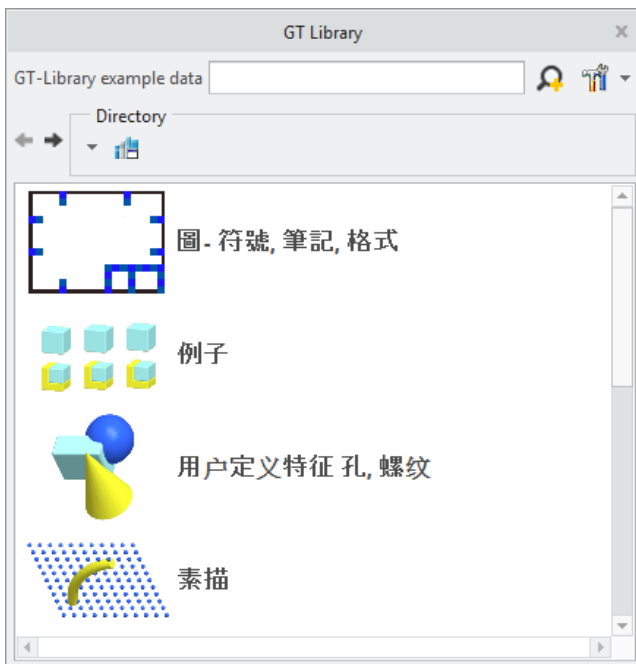 GT Library
GT-Library example data
Directory
圖- 符號, 筆記, 格式
例子
用户定义特征 孔, 螺纹
素描